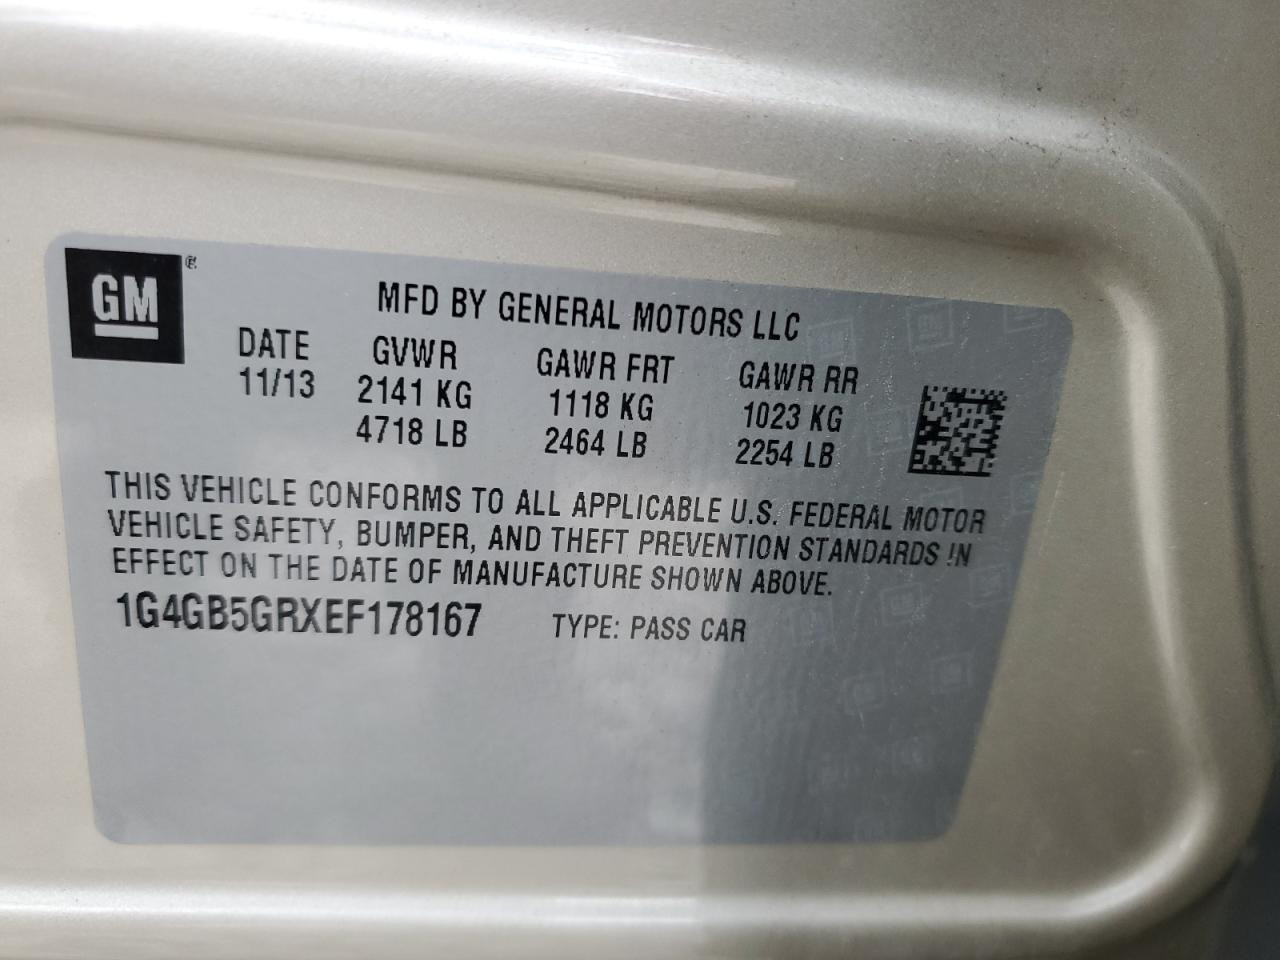 GM
MFD BY GENERAL MOTORS LLC
DATE GVWR GAWR FRT GAWR RR
11/13 2141 KG 1118 KG 1023 KG
4718 LB 2464 LB 2254 LB
THIS VEHICLE CONFORMS TO ALL APPLICABLE U.S. FEDERAL MOTOR
VEHICLE SAFETY, BUMPER, AND THEFT PREVENTION STANDARDS IN
EFFECT ON THE DATE OF MANUFACTURE SHOWN ABOVE.
1G4GB5GRXEF178167 TYPE: PASS CAR